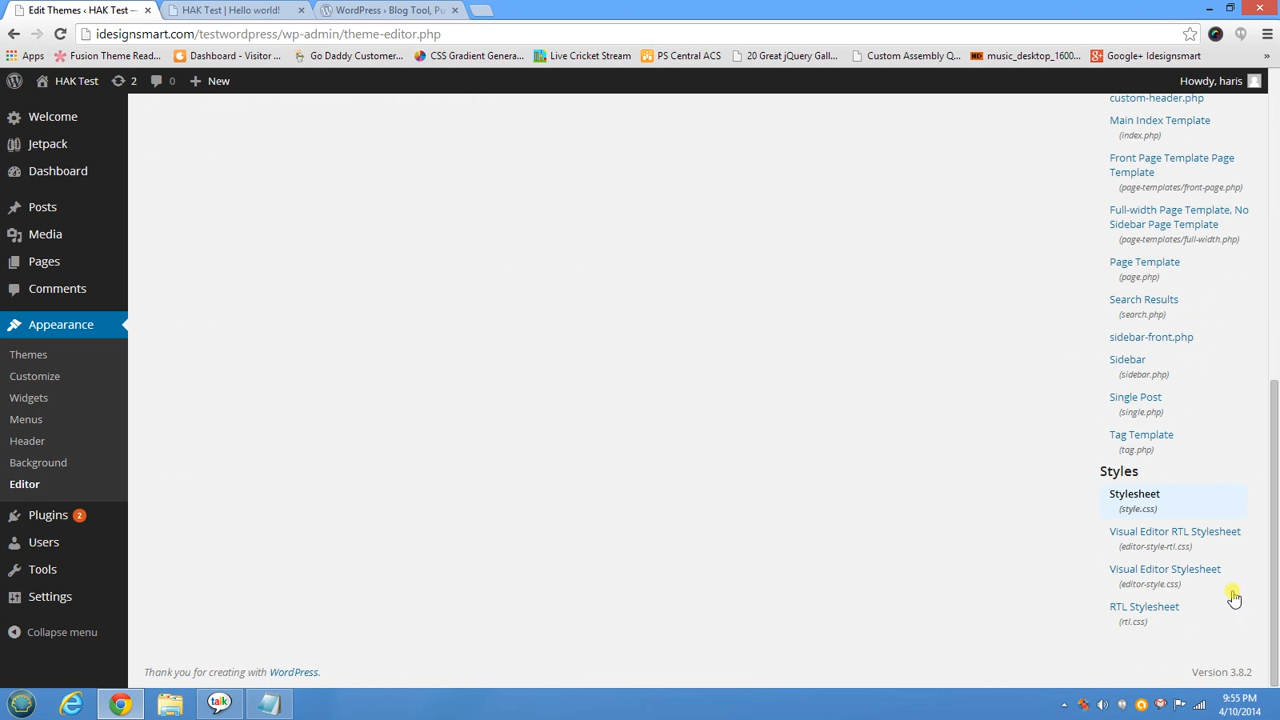 Edit Themes ‹ HAK Test —
HAK Test | Hello world!
WordPress › Blog Tool, Pu
idesignsmart.com/testwordpress/wp-admin/theme-editor.php
Apps
Fusion Theme Read...
Dashboard - Visitor ...
Go Daddy Customer...
CSS Gradient Genera...
Live Cricket Stream
PS Central ACS
20 Great jQuery Gall...
Custom Assembly Q...
music_desktop_1600...
Google+ Idesignsmart
»
HAK Test
2
0
New
Howdy, haris
Welcome
Jetpack
Dashboard
Posts
Media
Pages
Comments
Appearance
Themes
Customize
Widgets
Menus
Header
Background
Editor
Plugins 2
Users
Tools
Settings
Collapse menu
custom-header.php
Main Index Template
(index.php)
Front Page Template Page
Template
(page-templates/front-page.php)
Full-width Page Template, No
Sidebar Page Template
(page-templates/full-width.php)
Page Template
(page.php)
Search Results
(search.php)
sidebar-front.php
Sidebar
(sidebar.php)
Single Post
(single.php)
Tag Template
(tag.php)
Styles
Stylesheet
(style.css)
Visual Editor RTL Stylesheet
(editor-style-rtl.css)
Visual Editor Stylesheet
(editor-style.css)
RTL Stylesheet
(rtl.css)
Thank you for creating with WordPress.
Version 3.8.2
talk
9:55 PM
4/10/2014